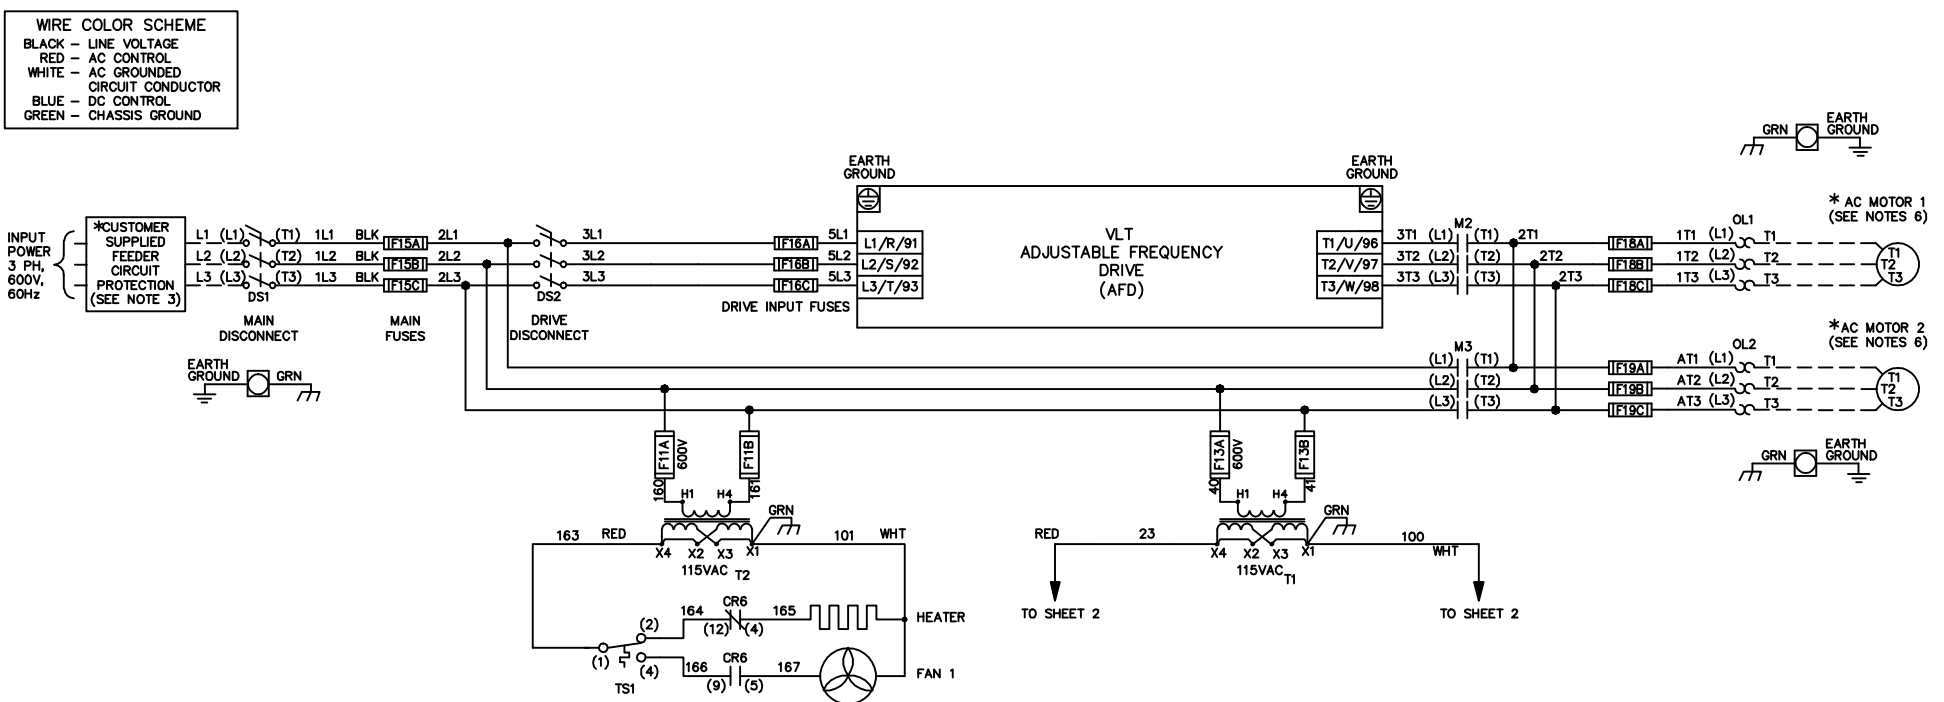 WIRE COLOR SCHEME
BLACK – LINE VOLTAGE
RED – AC CONTROL
WHITE – AC GROUNDED
CIRCUIT CONDUCTOR
BLUE – DC CONTROL
GREEN – CHASSIS GROUND
GRN
EARTH
GROUND
INPUT
POWER
3 PH,
600V,
60Hz
*CUSTOMER
SUPPLIED
FEEDER
CIRCUIT
PROTECTION
(SEE NOTE 3)
L1 (L1) (T1) 1L1 BLK F15A 2L1
L2 (L2) (T2) 1L2 BLK F15B 2L2
L3 (L3) (T3) 1L3 BLK F15C 2L3
DS1
MAIN
DISCONNECT
MAIN
FUSES
3L1
3L2
3L3
DS2
DRIVE
DISCONNECT
F16A 5L1
F16B 5L2
F16C 5L3
DRIVE INPUT FUSES
EARTH
GROUND
EARTH
GROUND
L1/R/91
L2/S/92
L3/T/93
VLT
ADJUSTABLE FREQUENCY
DRIVE
(AFD)
T1/U/96
T2/V/97
T3/W/98
M2
3T1 (L1) (T1) 2T1
3T2 (L2) (T2) 2T2
3T3 (L3) (T3) 2T3
OL1
F18A 1T1 (L1) T1
F18B 1T2 (L2) T2
F18C 1T3 (L3) T3
* AC MOTOR 1
(SEE NOTES 6)
T1
T2
T3
EARTH
GROUND
GRN
M3
(L1) (T1)
(L2) (T2)
(L3) (T3)
OL2
F19A AT1 (L1) T1
F19B AT2 (L2) T2
F19C AT3 (L3) T3
* AC MOTOR 2
(SEE NOTES 6)
T1
T2
T3
GRN
EARTH
GROUND
F11A
600V
F11B
160
161
H1 H4
GRN
163 RED
X4 X2 X3 X1
101 WHT
115VAC T2
F13A
600V
F13B
40
41
H1 H4
GRN
RED 23
X4 X2 X3 X1
100
WHT
115VAC T1
TO SHEET 2
TO SHEET 2
CR6
164 165
(12) (4)
HEATER
(2)
(1)
(4)
TS1
CR6
166 167
(9) (5)
FAN 1